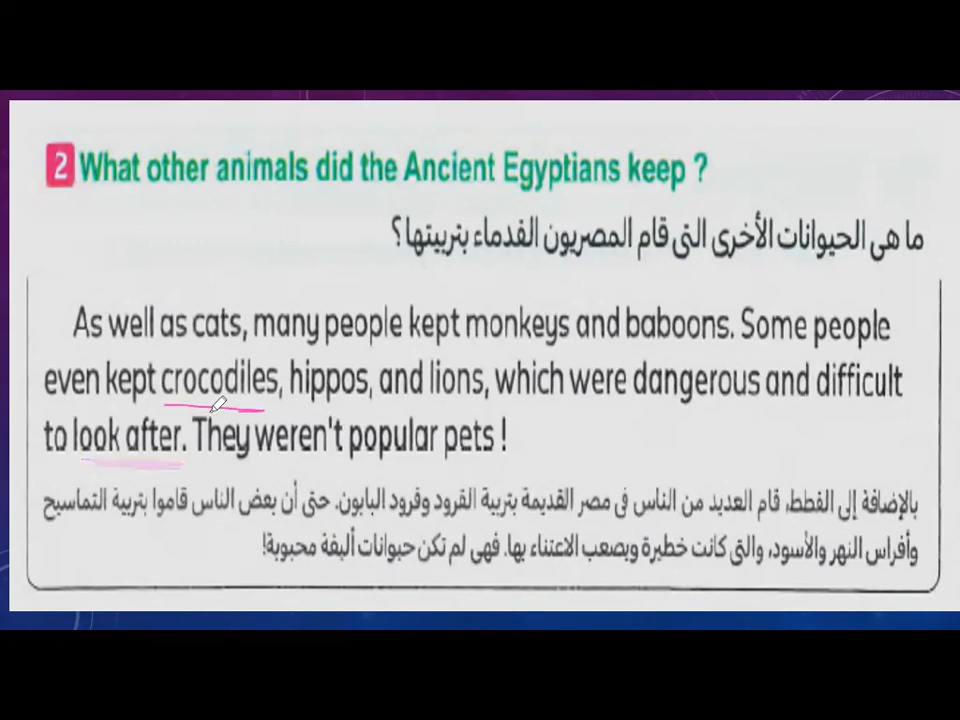 2 What other animals did the Ancient Egyptians keep ?
ما هى الحيوانات الأخرى التى قام المصريون القدماء بتربيتها؟
As well as cats, many people kept monkeys and baboons. Some people
even kept crocodiles, hippos, and lions, which were dangerous and difficult
to look after. They weren't popular pets !
بالإضافة إلى القطط، قام العديد من الناس فى مصر القديمة بتربية القرود وقرود البابون. حتى أن بعض الناس قاموا بتربية التماسيح
وأفراس النهر والأسود، والتى كانت خطيرة ويصعب الاعتناء بها. فهى لم تكن حيوانات أليفة محبوبة!